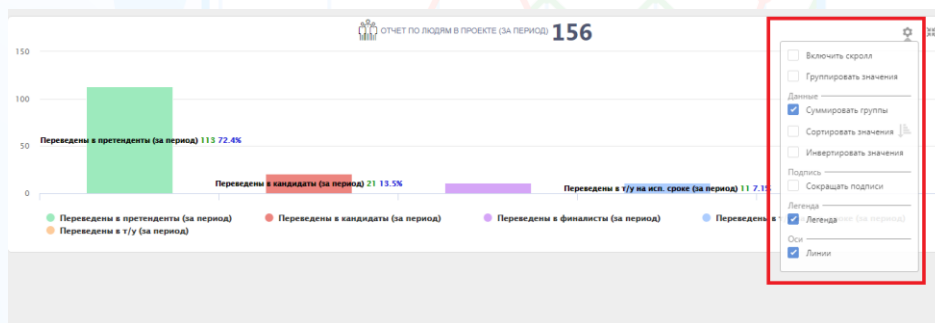 ОТЧЕТ ПО ЛЮДЯМ В ПРОЕКТЕ (ЗА ПЕРИОД) 156
150
100
50
0
Переведены в претенденты (за период) 113 72.4%
Переведены в кандидаты (за период) 21 13.5%
Переведены в т/у на исп. сроке (за период) 11 7.1%
Переведены в претенденты (за период)
Переведены в кандидаты (за период)
Переведены в финалисты (за период)
Переведены в т
(за период)
Переведены в т/у (за период)
Включить скролл
Группировать значения
Данные
Суммировать группы
Сортировать значения
Инвертировать значения
Подпись
Сокращать подписи
Легенда
Легенда
Оси
Линии